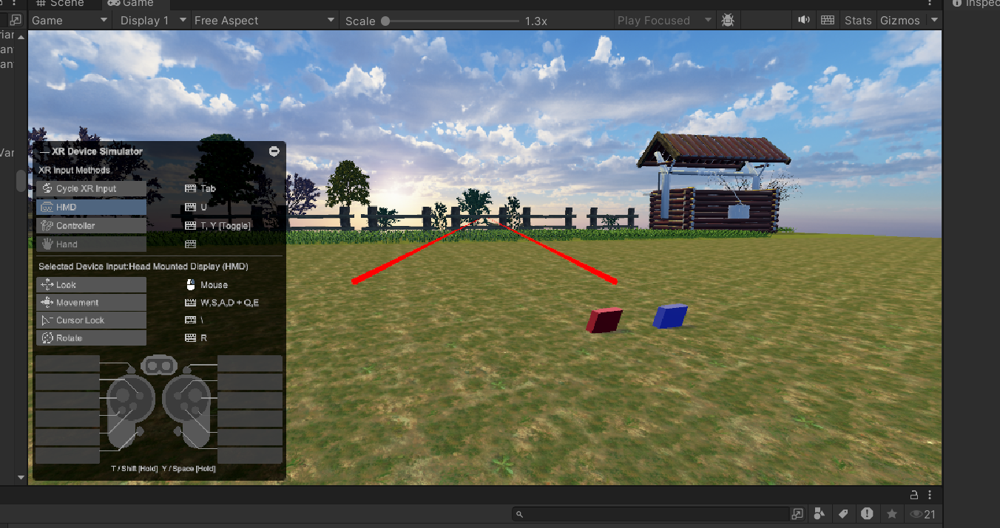 Scene
Game
Inspec
Game
Display 1
Free Aspect
Scale
1.3x
Play Focused
Stats
Gizmos
rian
an
an
Var
XR Device Simulator
XR Input Methods
Cycle XR Input
Tab
HMD
U
Controller
T, Y [Toggle]
Hand
Selected Device Input:Head Mounted Display (HMD)
Look
Mouse
Movement
W,S,A,D + Q,E
Cursor Lock
\
Rotate
R
T / Shift [Hold] Y / Space [Hold]
21